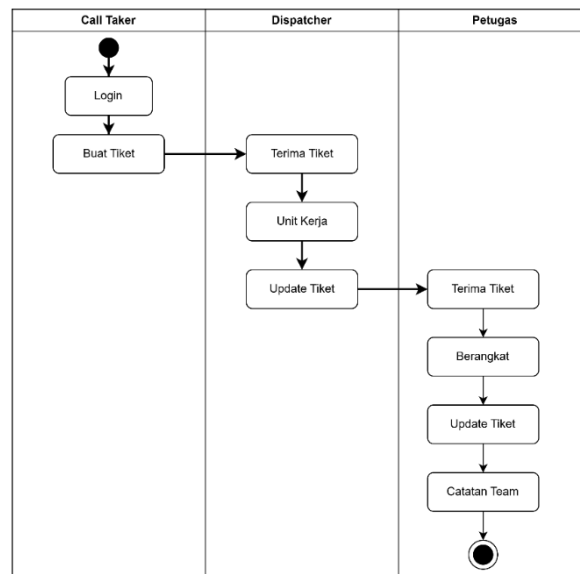 Call Taker
Dispatcher
Petugas
Login
Buat Tiket
Terima Tiket
Unit Kerja
Update Tiket
Terima Tiket
Berangkat
Update Tiket
Catatan Team